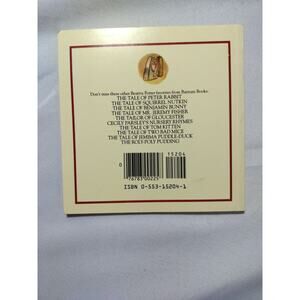 Don't miss these other Beatrix Potter favorites from Bantam Books:
THE TALE OF PETER RABBIT
THE TALE OF SQUIRREL NUTKIN
THE TALE OF BENJAMIN BUNNY
THE TALE OF MR. JEREMY FISHER
THE TAILOR OF GLOUCESTER
CECILY PARSLEY'S NURSERY RHYMES
THE TALE OF TOM KITTEN
THE TALE OF TWO BAD MICE
THE TALE OF JEMIMA PUDDLE-DUCK
THE ROLY-POLY PUDDING
15204
0 76783 00225
ISBN 0-553-15204-1